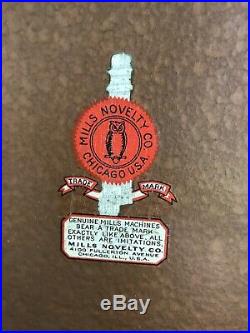 MILLS NOVELTY CO
CHICAGO U.S.A.
TRADE MARK
GENUINE MILLS MACHINES
BEAR A TRADE MARK
EXACTLY LIKE ABOVE. ALL
OTHERS ARE IMITATIONS.
MILLS NOVELTY CO.
4100 FULLERTON AVENUE
CHICAGO, ILL., U.S.A.